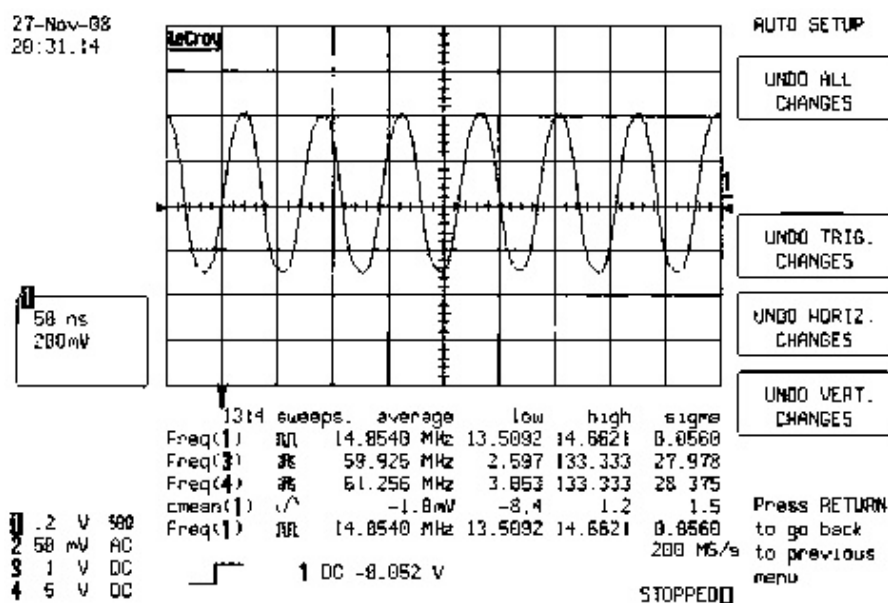 27-Nov-08
20:31.14
LeCroy
AUTO SETUP
UNDO ALL
CHANGES
1
UNDO TRIG.
CHANGES
UNDO HORIZ.
CHANGES
UNDO VERT.
CHANGES
1
50 ns
200mV
1314 sweeps. average low high sigma
Freq(1) MHz 13.5092 14.6621 0.0560
Freq(3) 59.925 MHz 2.597 133.333 27.978
Freq(4) 61.256 MHz 3.853 133.333 28.375
cmean(1) mV -8.4 1.2 1.5
Freq(1) MHz 13.5092 14.6621 0.0560
200 MS/s
1 .2 V 50Ω
2 50 mV AC
3 1 V DC
4 5 V DC
1 DC -0.052 V
STOPPED
Press RETURN
to go back
to previous
menu